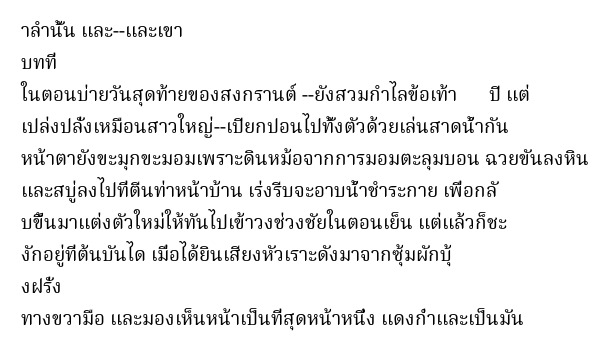 าลำนั้น และ--และเขา
บทที่
ในตอนบ่ายวันสุดท้ายของสงกรานต์ --ยังสวมกำไลข้อเท้า ปี แต่
เปล่งปลั่งเหมือนสาวใหญ่--เปียกปอนไปทั้งตัวด้วยเล่นสาดน้ำกัน
หน้าตายังขะมุกขะมอมเพราะดินหม้อจากการมอมตะลุมบอน ฉวยขันลงหิน
และสบู่ลงไปที่ตีนท่าหน้าบ้าน เร่งรีบจะอาบน้ำชำระกาย เพื่อกลั
บขึ้นมาแต่งตัวใหม่ให้ทันไปเข้าวงช่วงชัยในตอนเย็น แต่แล้วก็ชะ
งักอยู่ที่ต้นบันได เมื่อได้ยินเสียงหัวเราะดังมาจากซุ้มผักบุ้
งฝรั่ง
ทางขวามือ และมองเห็นหน้าเป็นที่สุดหน้าหนึ่ง แดงก่ำและเป็นมัน